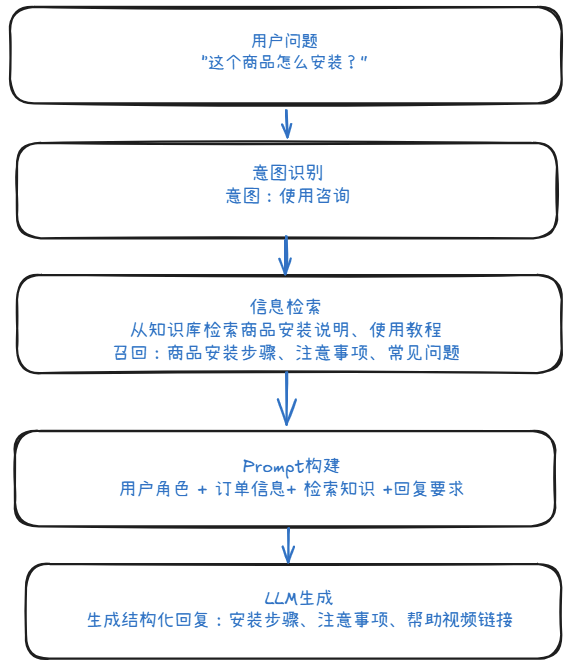 用户问题
"这个商品怎么安装？"
意图识别
意图：使用咨询
信息检索
从知识库检索商品安装说明、使用教程
召回：商品安装步骤、注意事项、常见问题
Prompt构建
用户角色 + 订单信息+ 检索知识 +回复要求
LLM生成
生成结构化回复：安装步骤、注意事项、帮助视频链接